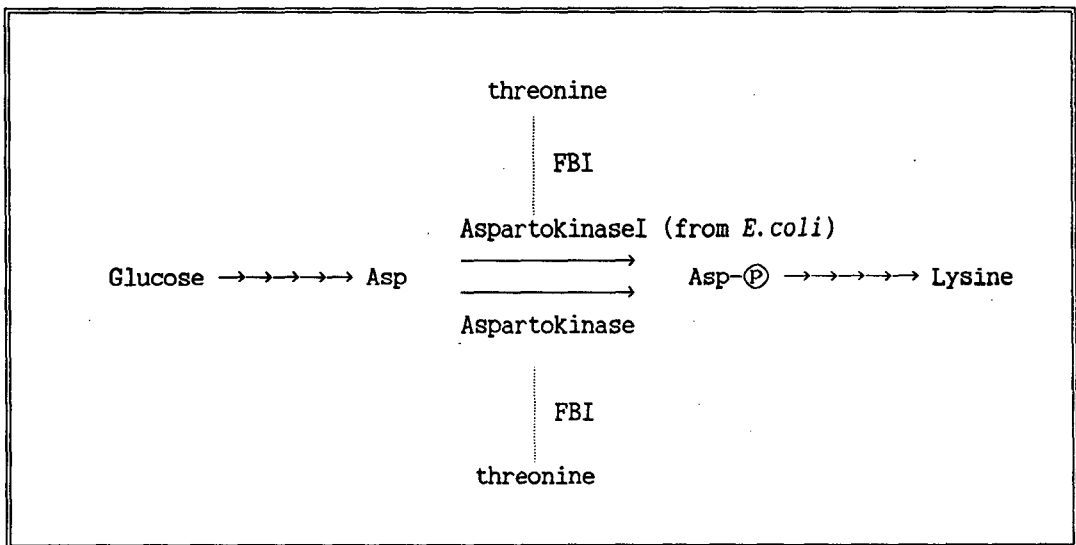 threonine
FBI
AspartokinaseI (from E.coli)
Glucose →→→→→ Asp ⟶ ⟶ Asp-Ⓟ →→→→→ Lysine
Aspartokinase
FBI
threonine